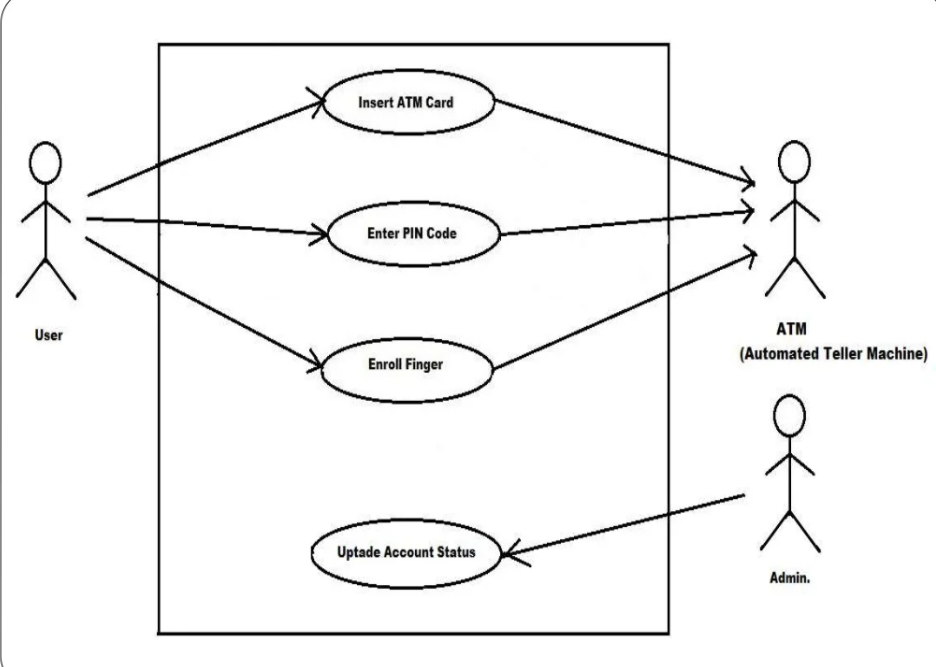 Insert ATM Card
Enter PIN Code
User
ATM
(Automated Teller Machine)
Enroll Finger
Uptade Account Status
Admin.